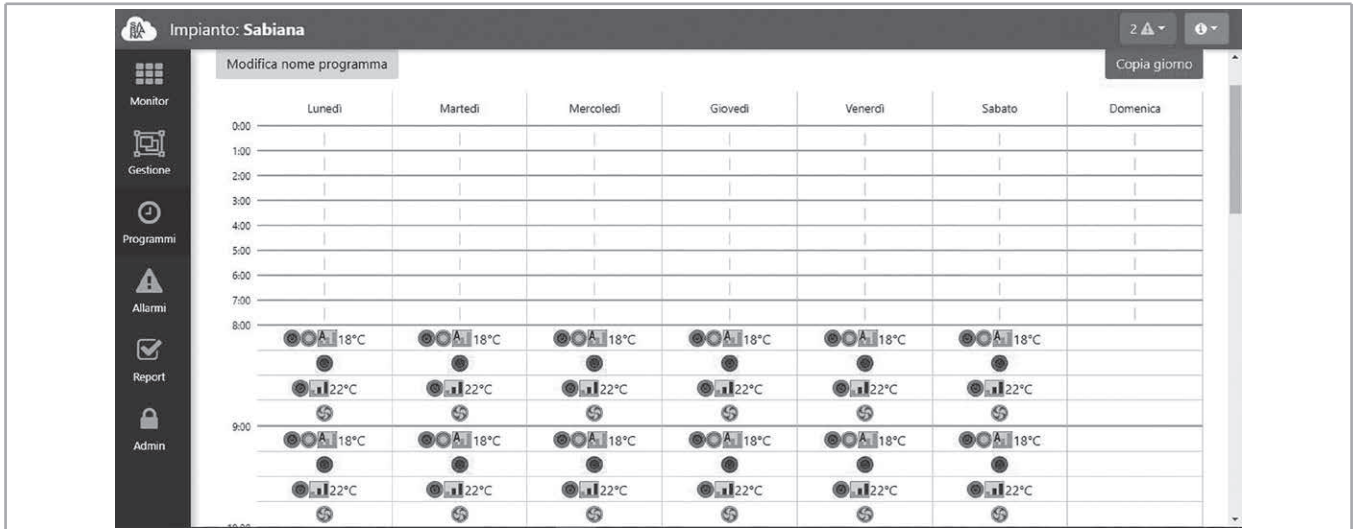 SABIANA Impianto: Sabiana 2
Modifica nome programma Copia giorno
Monitor
Lunedì Martedì Mercoledì Giovedì Venerdì Sabato Domenica
0:00
1:00
Gestione
2:00
3:00
4:00
Programmi
5:00
6:00
7:00
Allarmi
8:00
A 18°C A 18°C A 18°C A 18°C A 18°C A 18°C
Report
22°C 22°C 22°C 22°C 22°C 22°C
9:00
Admin
A 18°C A 18°C A 18°C A 18°C A 18°C A 18°C
22°C 22°C 22°C 22°C 22°C 22°C